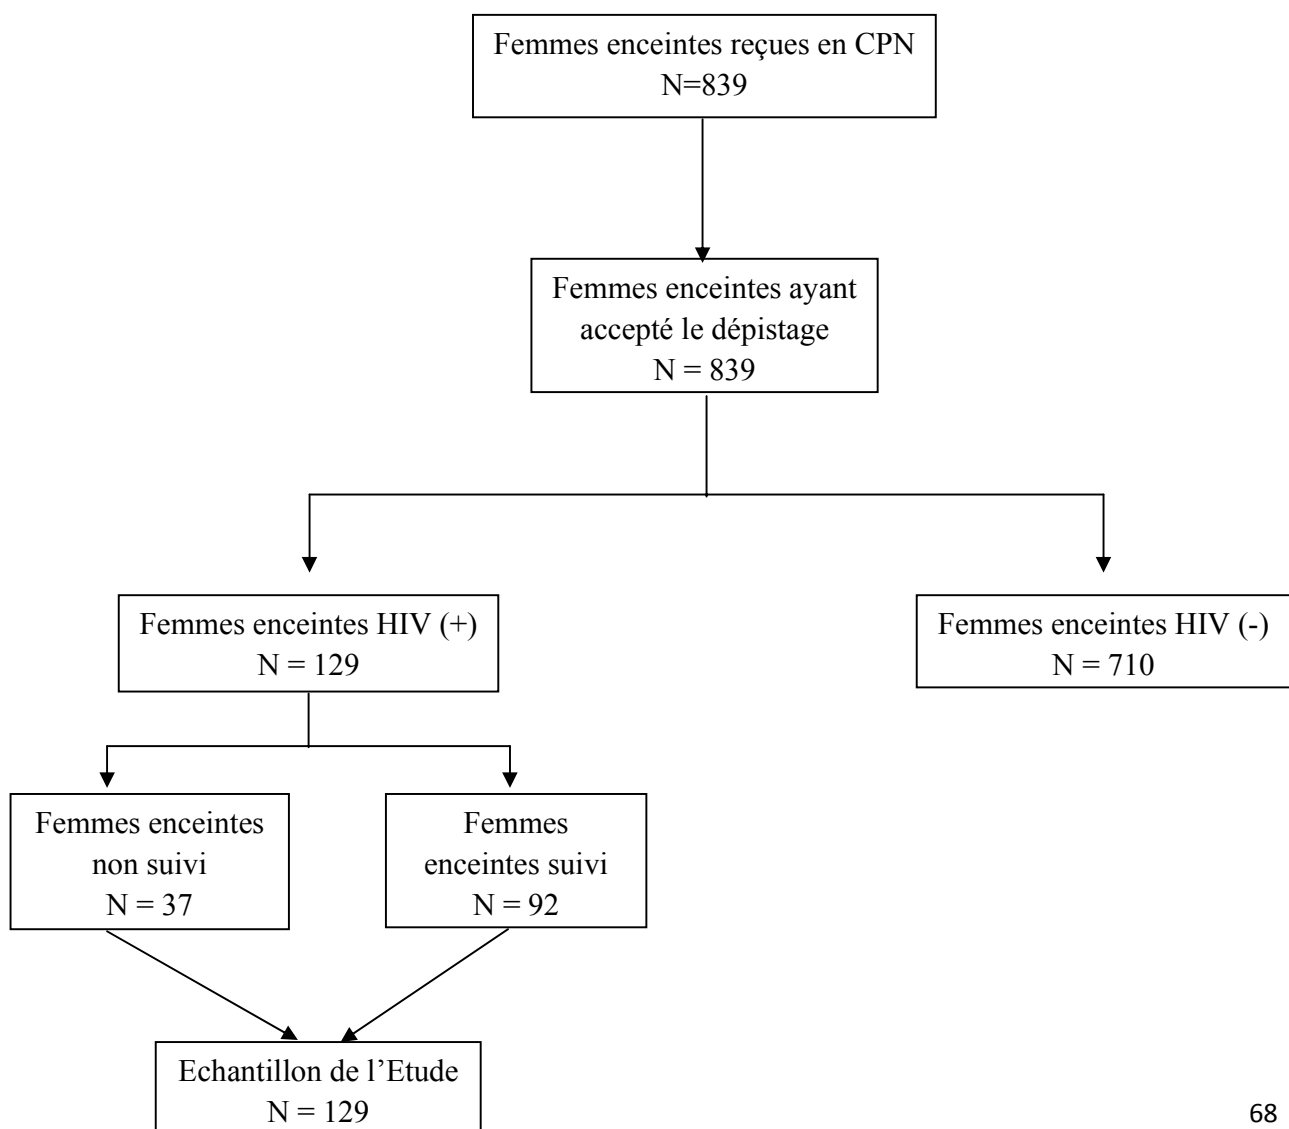 Femmes enceintes reçues en CPN
N=839
Femmes enceintes ayant
accepté le dépistage
N = 839
Femmes enceintes HIV (+)
N = 129
Femmes enceintes HIV (-)
N = 710
Femmes enceintes
non suivi
N = 37
Femmes
enceintes suivi
N = 92
Echantillon de l’Etude
N = 129
68